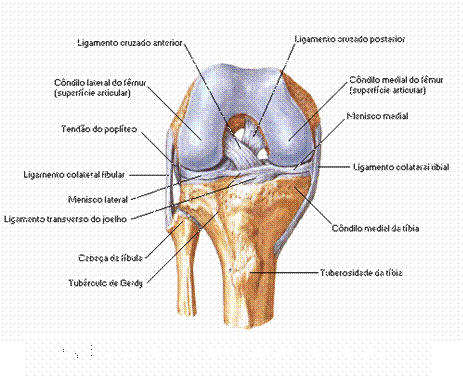 Ligamento cruzado anterior
Ligamento cruzado posterior
Côndilo lateral do fêmur
(superfície articular)
Côndilo medial do fêmur
(superfície articular)
Menisco medial
Tendão do poplíteo
Ligamento colateral tibial
Ligamento colateral fibular
Menisco lateral
Ligamento transverso do joelho
Côndilo medial da tíbia
Cabeça da fíbula
Tubérculo de Gerdy
Tuberosidade da tíbia